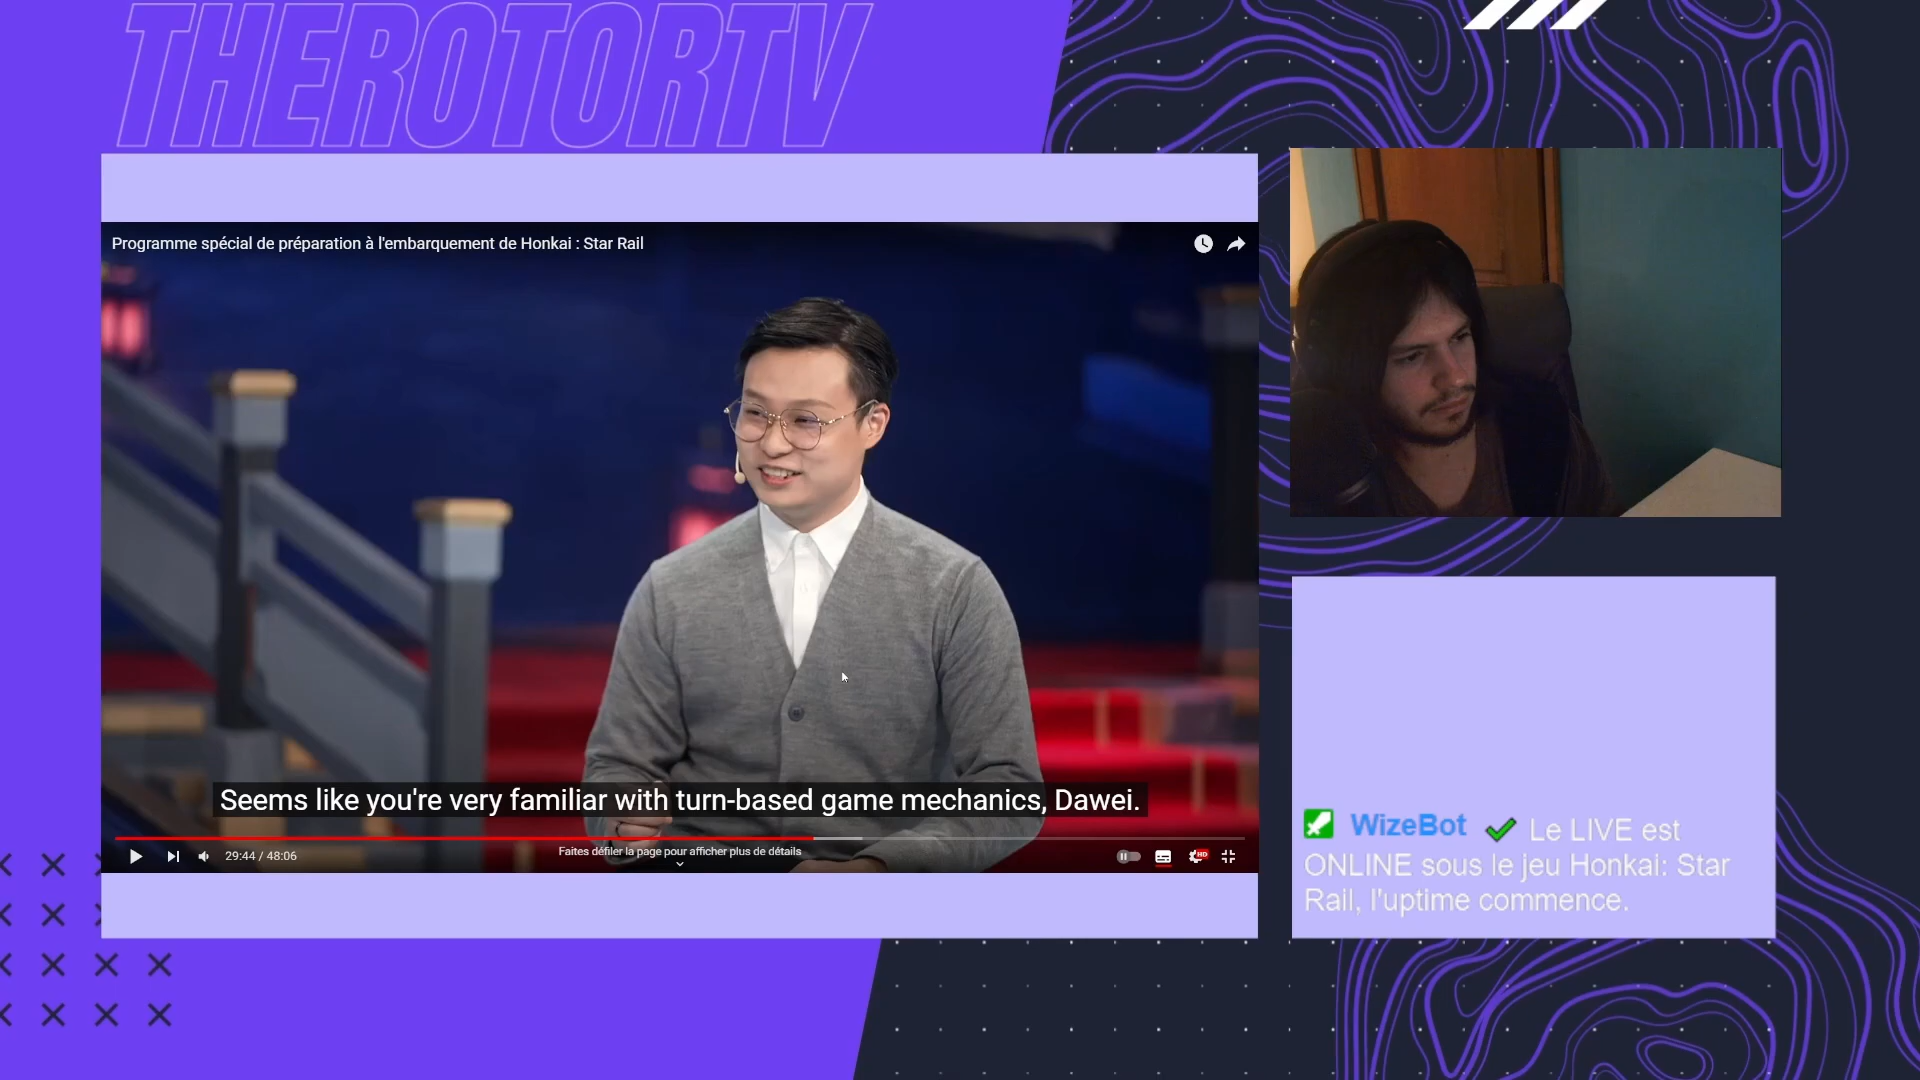 THEROTORTV
Programme spécial de préparation à l'embarquement de Honkai : Star Rail
Seems like you're very familiar with turn-based game mechanics, Dawei.
29:44 / 48:06
Faites défiler la page pour afficher plus de détails
HD
WizeBot Le LIVE est
ONLINE sous le jeu Honkai: Star
Rail, l'uptime commence.